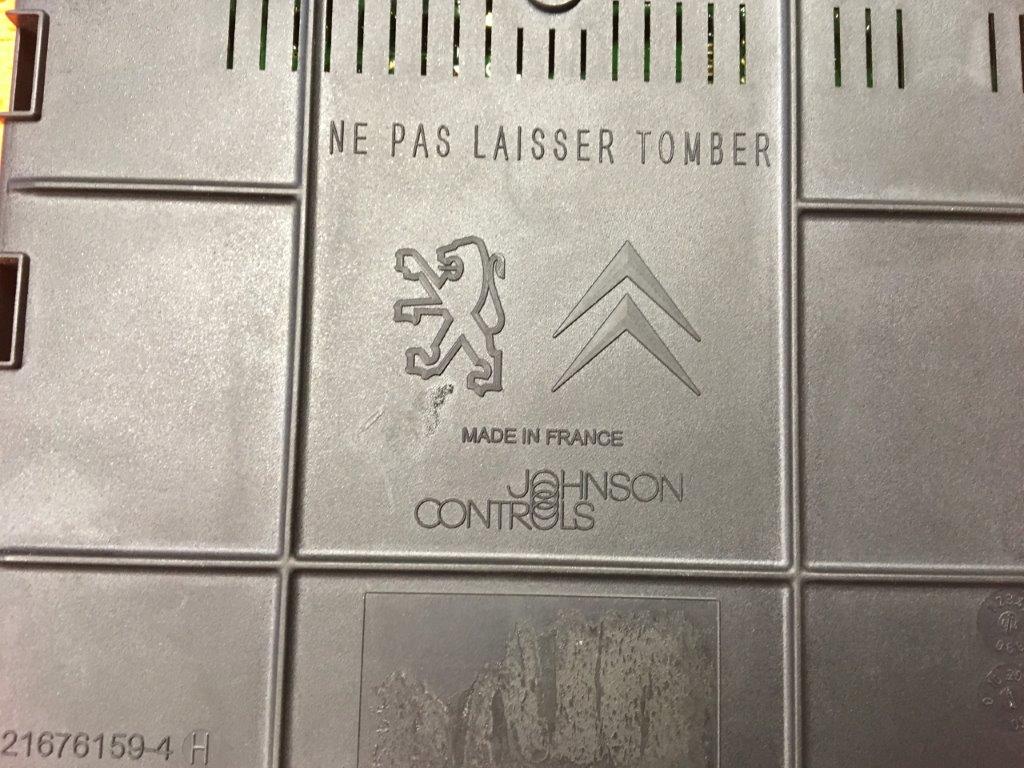 NE PAS LAISSER TOMBER
MADE IN FRANCE
JOHNSON
CONTROLS
21676159-4 H